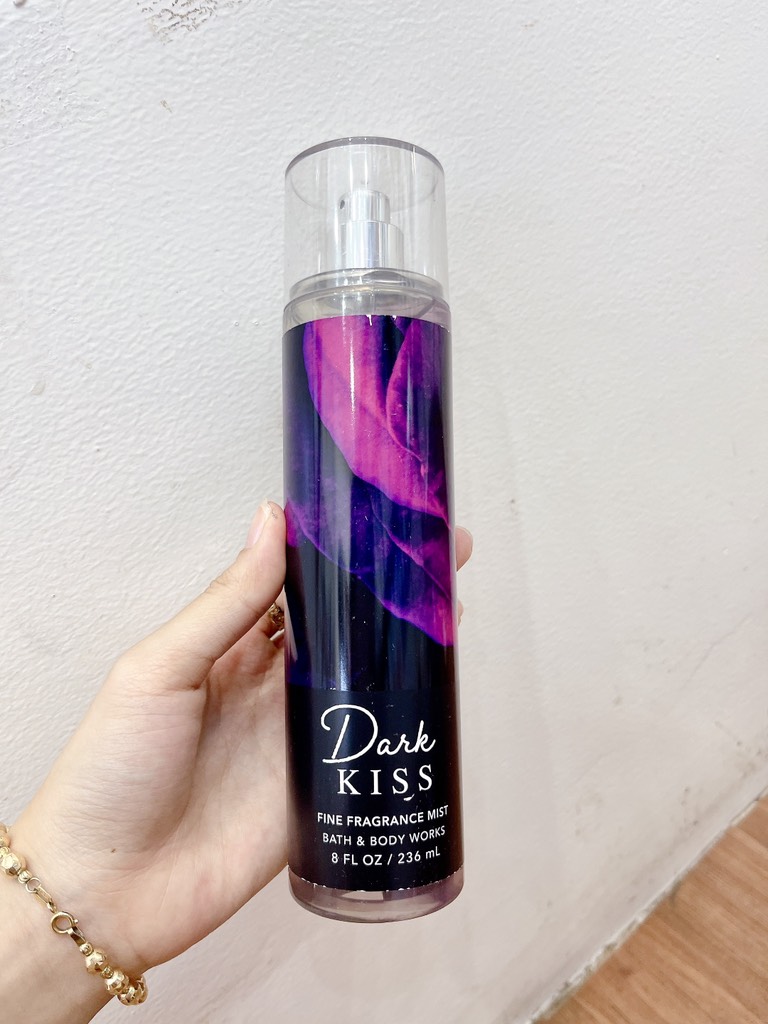 Dark
KISS
FINE FRAGRANCE MIST
BATH & BODY WORKS
8 FL OZ / 236 mL